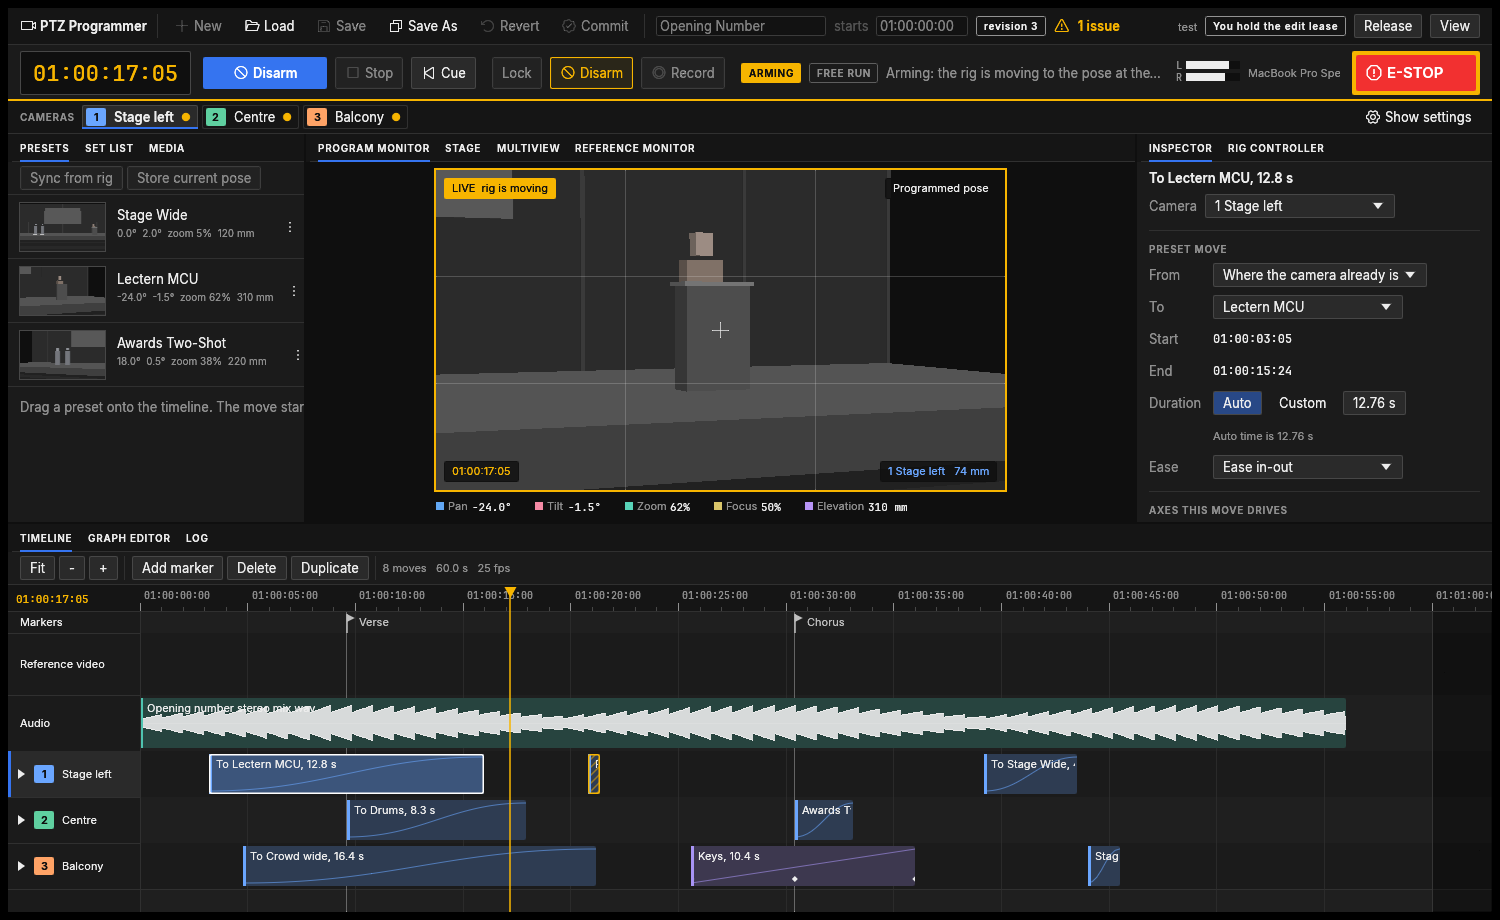 PTZ Programmer New Load Save Save As Revert Commit Opening Number starts 01:00:00:00 revision 3 1 issue test You hold the edit lease Release View
01:00:17:05 Disarm Stop Cue Lock Disarm Record ARMING FREE RUN Arming: the rig is moving to the pose at the... L R MacBook Pro Spe E-STOP
CAMERAS 1 Stage left 2 Centre 3 Balcony Show settings
PRESETS SET LIST MEDIA
Sync from rig Store current pose
Stage Wide
0.0° 2.0° zoom 5% 120 mm
Lectern MCU
-24.0° -1.5° zoom 62% 310 mm
Awards Two-Shot
18.0° 0.5° zoom 38% 220 mm
Drag a preset onto the timeline. The move star
PROGRAM MONITOR STAGE MULTIVIEW REFERENCE MONITOR
LIVE rig is moving Programmed pose
01:00:17:05 1 Stage left 74 mm
Pan -24.0° Tilt -1.5° Zoom 62% Focus 50% Elevation 310 mm
INSPECTOR RIG CONTROLLER
To Lectern MCU, 12.8 s
Camera 1 Stage left
PRESET MOVE
From Where the camera already is
To Lectern MCU
Start 01:00:03:05
End 01:00:15:24
Duration Auto Custom 12.76 s
Auto time is 12.76 s
Ease Ease in-out
AXES THIS MOVE DRIVES
TIMELINE GRAPH EDITOR LOG
Fit - + Add marker Delete Duplicate 8 moves 60.0 s 25 fps
01:00:17:05 01:00:00:00 01:00:05:00 01:00:10:00 01:00:15:00 01:00:20:00 01:00:25:00 01:00:30:00 01:00:35:00 01:00:40:00 01:00:45:00 01:00:50:00 01:00:55:00 01:01:00:0
Markers Verse Chorus
Reference video
Audio Opening number stereo mix.wav
1 Stage left To Lectern MCU, 12.8 s To Stage Wide,
2 Centre To Drums, 8.3 s Awards T
3 Balcony To Crowd wide, 16.4 s Keys, 10.4 s Stag